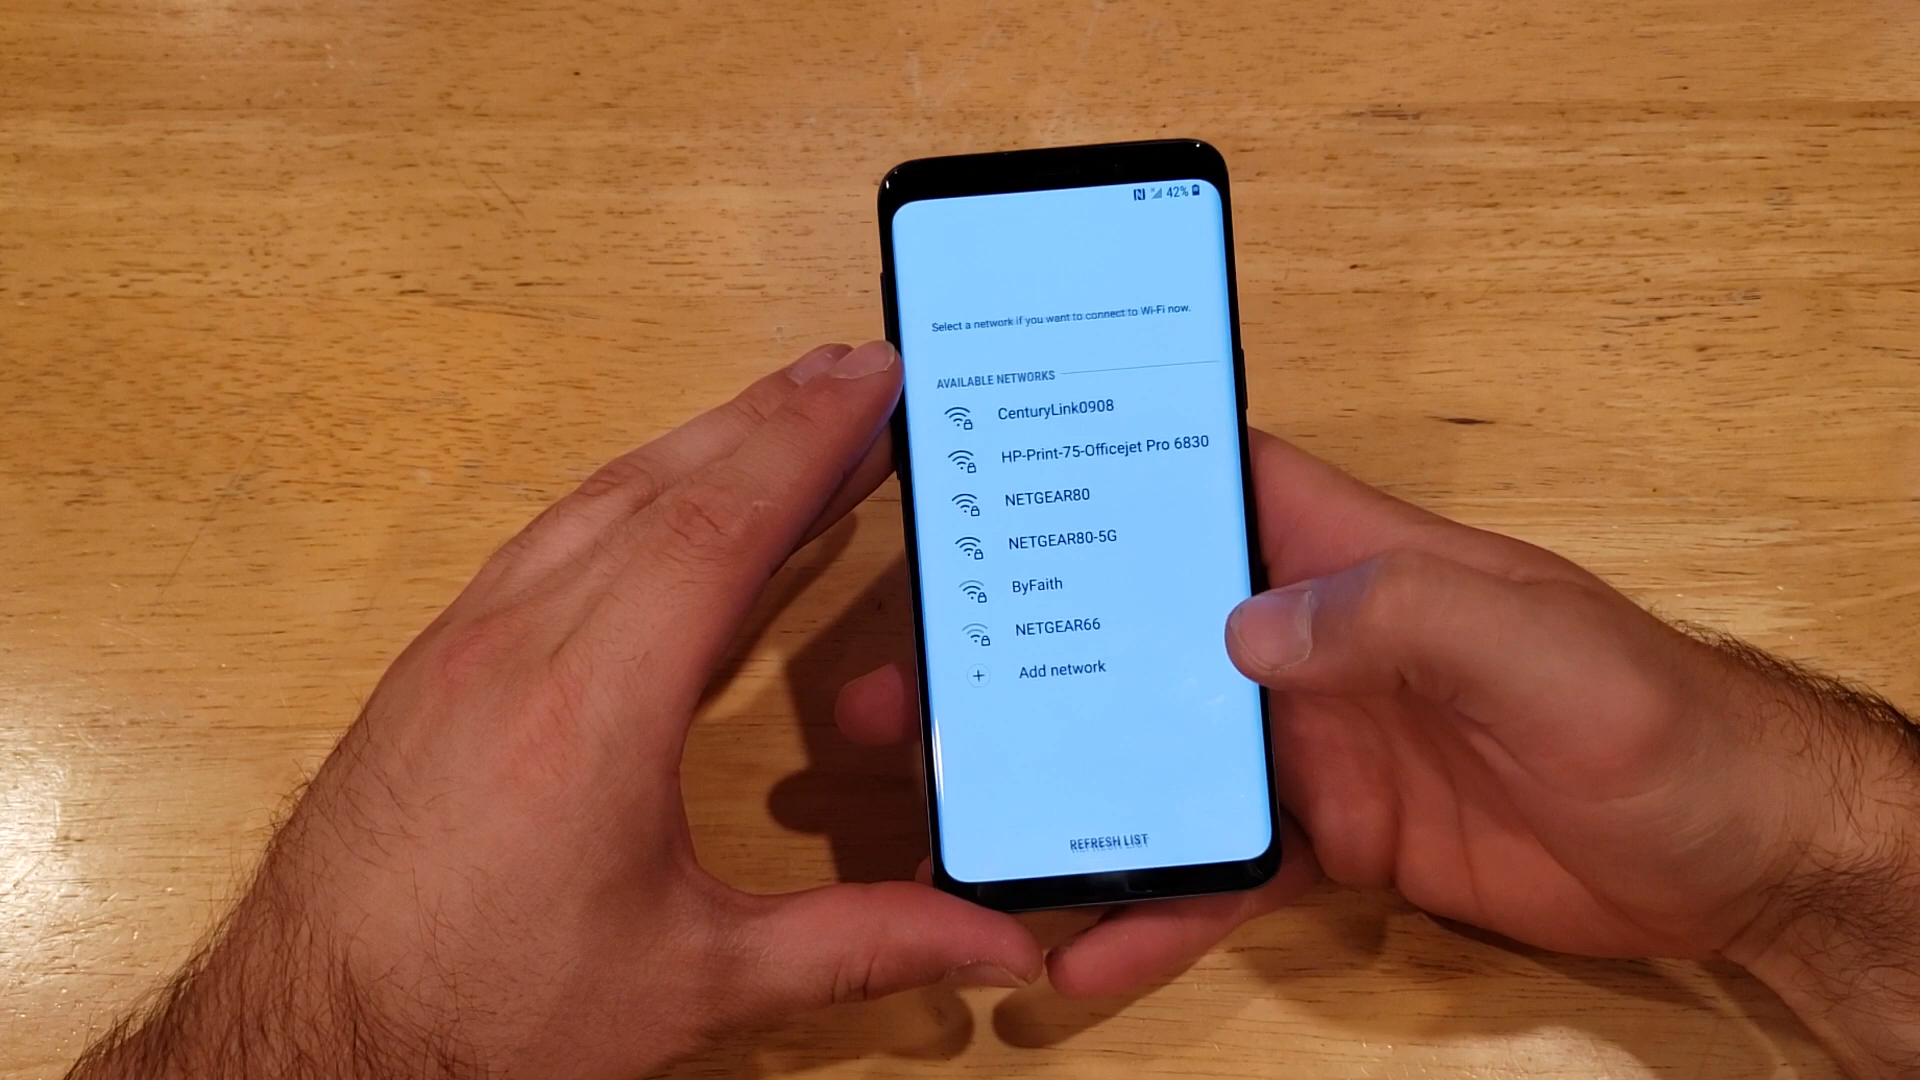 42%
Select a network if you want to connect to Wi-Fi now.
AVAILABLE NETWORKS
CenturyLink0908
HP-Print-75-Officejet Pro 6830
NETGEAR80
NETGEAR80-5G
ByFaith
NETGEAR66
Add network
REFRESH LIST